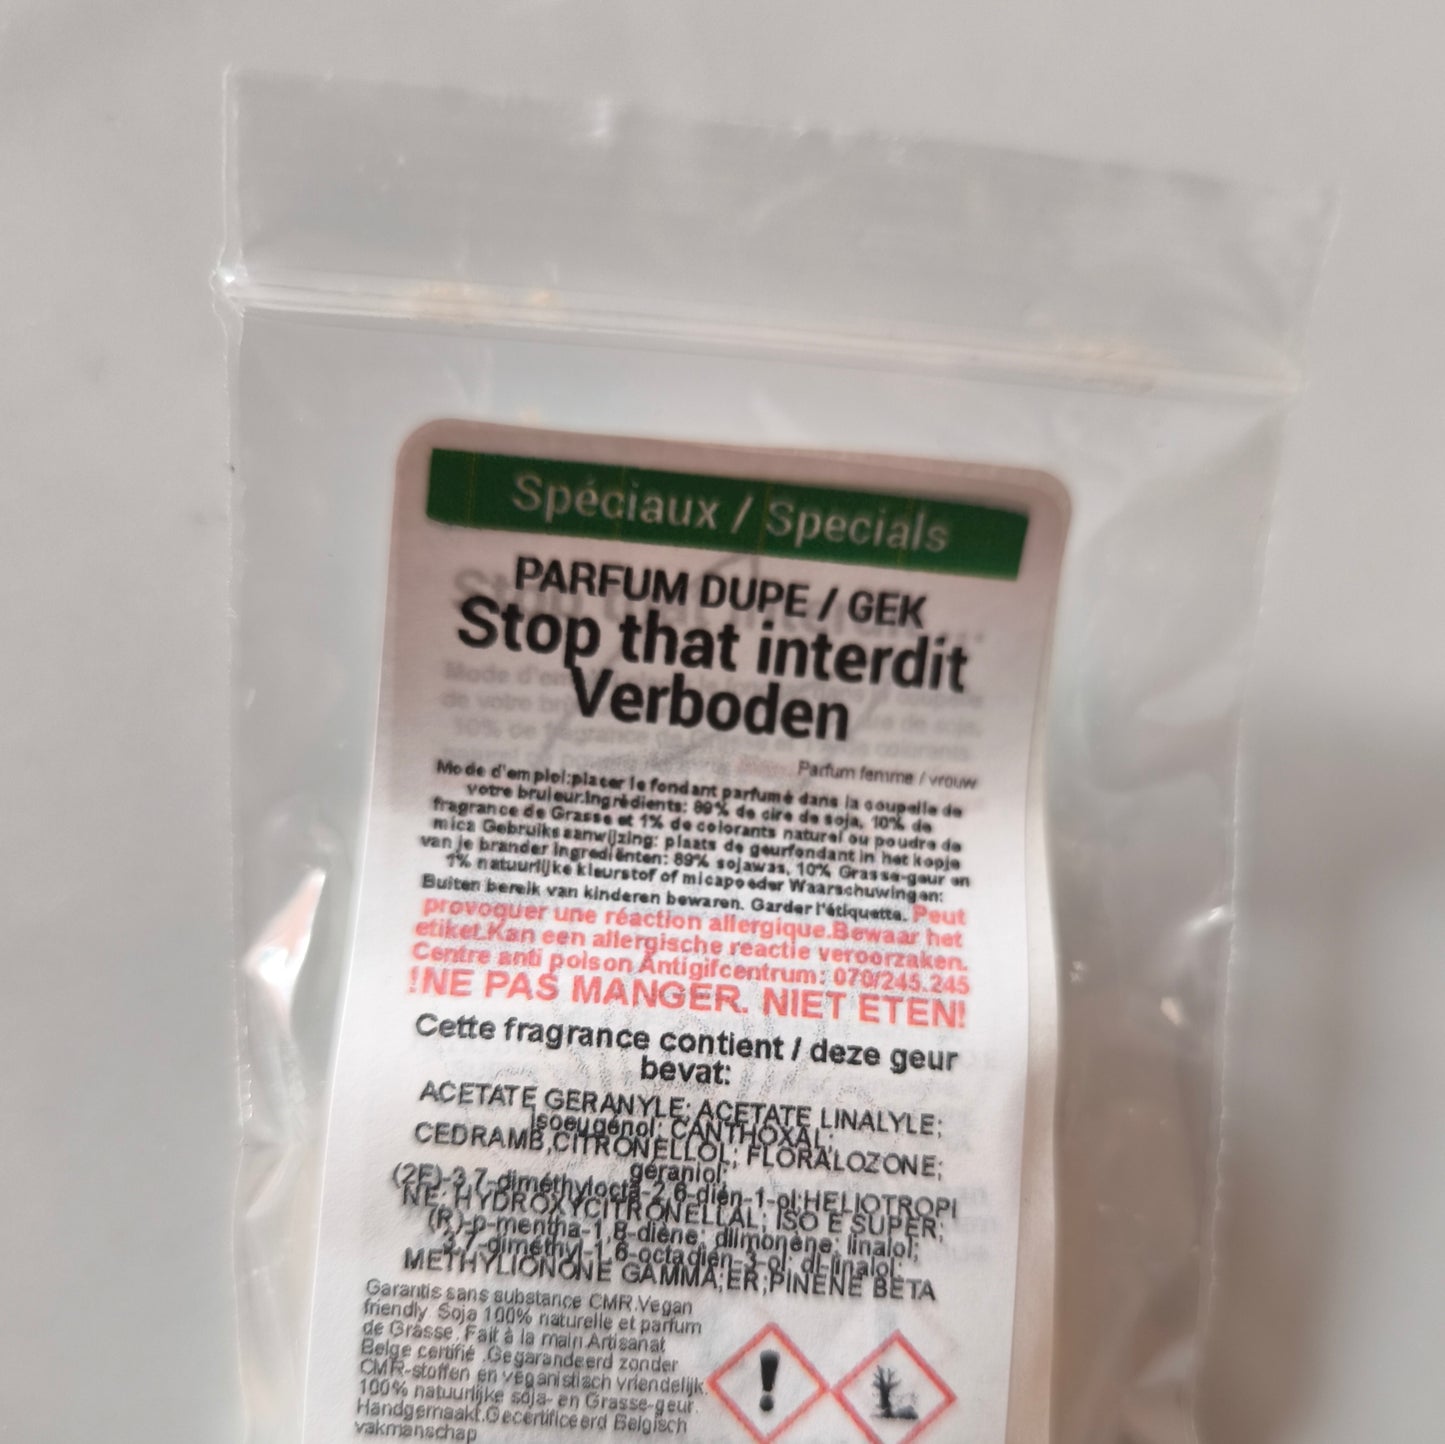 Spéciaux / Specials
PARFUM DUPE / GEK
Stop that interdit
Verboden
Parfum femme / vrouw
Mode d'emploi:placer le fondant parfumé dans la coupelle de
votre bruleur.Ingrédients: 89% de cire de soja, 10% de
fragrance de Grasse et 1% de colorants naturel ou poudre de
mica Gebruiksaanwijzing: plaats de geurfondant in het kopje
van je brander Ingrediënten: 89% sojawas, 10% Grasse-geur en
1% natuurlijke kleurstof of micapoeder Waarschuwingen:
Buiten bereik van kinderen bewaren. Garder l'étiquette. Peut
provoquer une réaction allergique.Bewaar het
etiket.Kan een allergische reactie veroorzaken.
Centre anti poison Antigifcentrum: 070/245.245
!NE PAS MANGER. NIET ETEN!
Cette fragrance contient / deze geur
bevat:
ACETATE GERANYLE; ACETATE LINALYLE;
Isoeugénol; CANTHOXAL;
CEDRAMB,CITRONELLOL; FLORALOZONE;
géraniol;
(2E)-3,7-diméthylocta-2,6-dién-1-ol;HELIOTROPI
NE; HYDROXYCITRONELLAL; ISO E SUPER;
(R)-p-mentha-1,8-diène; dlimonène; linalol;
3,7-diméthyl-1,6-octadién-3-ol; dl-linalol;
METHYLIONONE GAMMA;ER;PINENE BETA
Garantis sans substance CMR.Vegan
friendly Soja 100% naturelle et parfum
de Grasse.Fait à la main Artisanat
Belge certifié .Gegarandeerd zonder
CMR-stoffen en veganistisch vriendelijk.
100% natuurlijke soja- en Grasse-geur.
Handgemaakt.Gecertificeerd Belgisch
vakmanschap